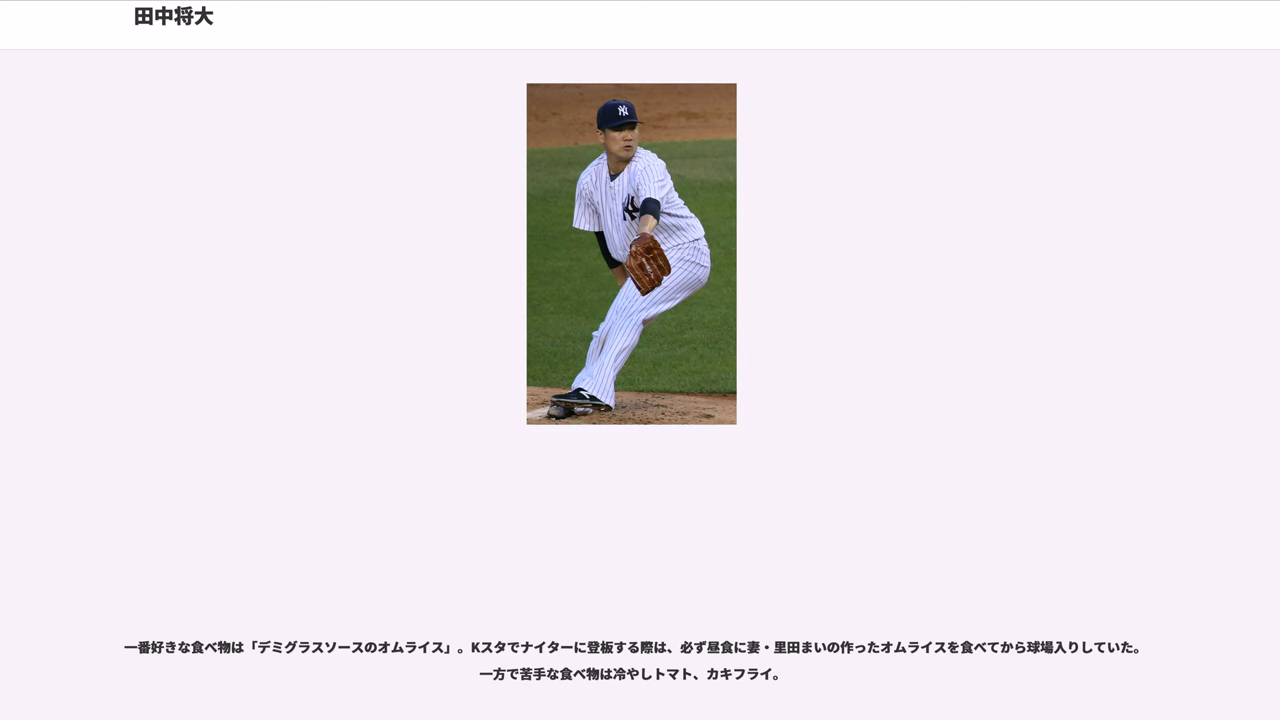 田中将大
一番好きな食べ物は「デミグラスソースのオムライス」。Kスタでナイターに登板する際は、必ず昼食に妻・里田まいの作ったオムライスを食べてから球場入りしていた。
一方で苦手な食べ物は冷やしトマト、カキフライ。